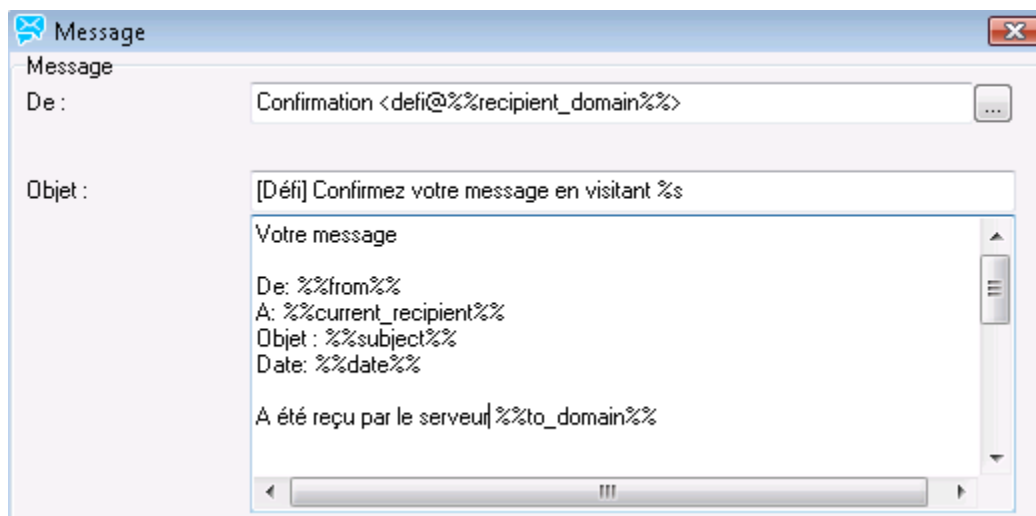 Message
Message
De :
Confirmation <defi@%%recipient_domain%%>
...
Objet :
[Défi] Confirmez votre message en visitant %s
Votre message
De: %%from%%
A: %%current_recipient%%
Objet : %%subject%%
Date: %%date%%
A été reçu par le serveur %%to_domain%%